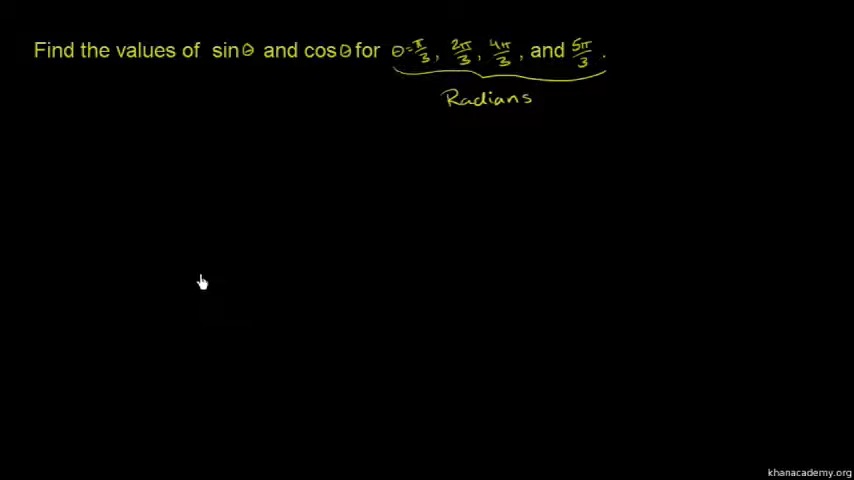 Find the values of sinθ and cosθ for θ=π/3, 2π/3, 4π/3, and 5π/3.
Radians
khanacademy.org